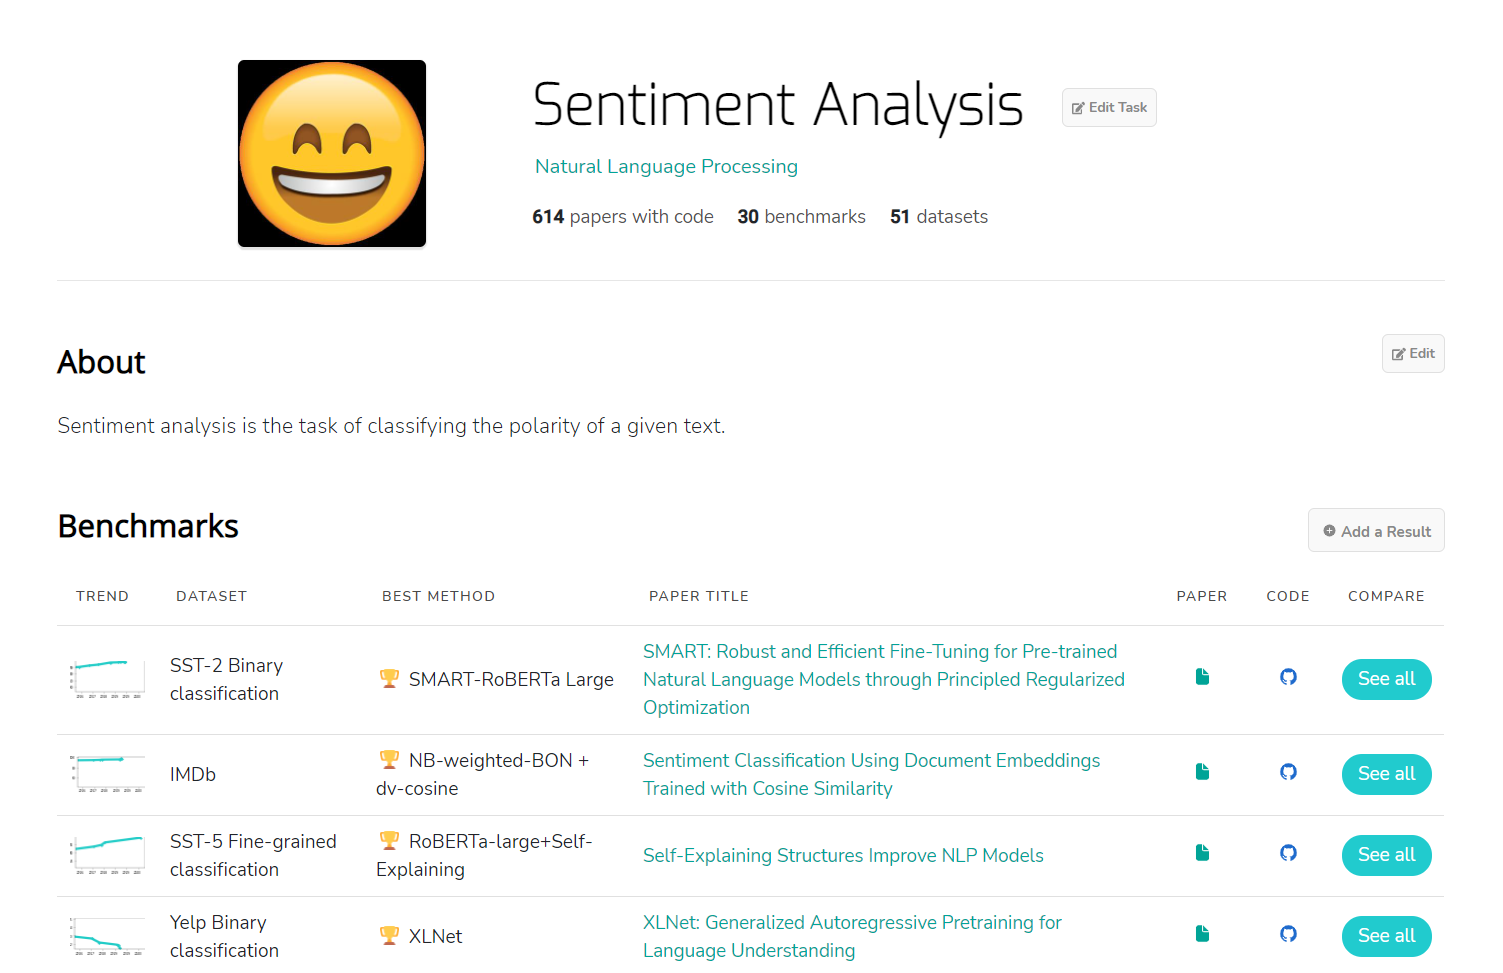 Sentiment Analysis
Edit Task
Natural Language Processing
614 papers with code 30 benchmarks 51 datasets
About
Edit
Sentiment analysis is the task of classifying the polarity of a given text.
Benchmarks
Add a Result
TREND DATASET BEST METHOD PAPER TITLE PAPER CODE COMPARE
SST-2 Binary
classification
SMART-RoBERTa Large
SMART: Robust and Efficient Fine-Tuning for Pre-trained
Natural Language Models through Principled Regularized
Optimization
See all
IMDb
NB-weighted-BON +
dv-cosine
Sentiment Classification Using Document Embeddings
Trained with Cosine Similarity
See all
SST-5 Fine-grained
classification
RoBERTa-large+Self-
Explaining
Self-Explaining Structures Improve NLP Models
See all
Yelp Binary
classification
XLNet
XLNet: Generalized Autoregressive Pretraining for
Language Understanding
See all